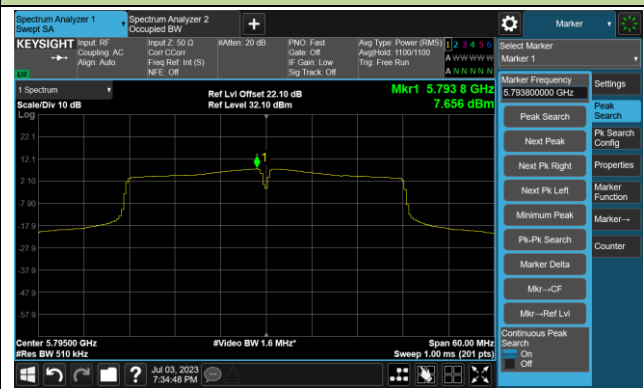 Spectrum Analyzer 1
Swept SA
Spectrum Analyzer 2
Occupied BW
+
Marker
KEYSIGHT
Input: RF
Coupling: AC
Align: Auto
Input Z: 50 Ω
Corr CCorr
Freq Ref: Int (S)
NFE: Off
#Atten: 20 dB
PNO: Fast
Gate: Off
IF Gain: Low
Sig Track: Off
Avg Type: Power (RMS)
Avg|Hold: 1100/1100
Trig: Free Run
1 2 3 4 5 6
A W W W W W
A N N N N N
Select Marker
Marker 1
1 Spectrum
Scale/Div 10 dB
Log
Ref Lvl Offset 22.10 dB
Ref Level 32.10 dBm
Mkr1 5.793 8 GHz
7.656 dBm
1
22.1
12.1
2.10
-7.90
-17.9
-27.9
-37.9
-47.9
-57.9
Center 5.79500 GHz
#Res BW 510 kHz
#Video BW 1.6 MHz*
Span 60.00 MHz
Sweep 1.00 ms (201 pts)
Marker Frequency
5.793800000 GHz
Peak Search
Next Peak
Next Pk Right
Next Pk Left
Minimum Peak
Pk-Pk Search
Marker Delta
Mkr→CF
Mkr→Ref Lvl
Continuous Peak
Search
On
Off
Settings
Peak
Search
Pk Search
Config
Properties
Marker
Function
Marker→
Counter
?
Jul 03, 2023
7:34:48 PM